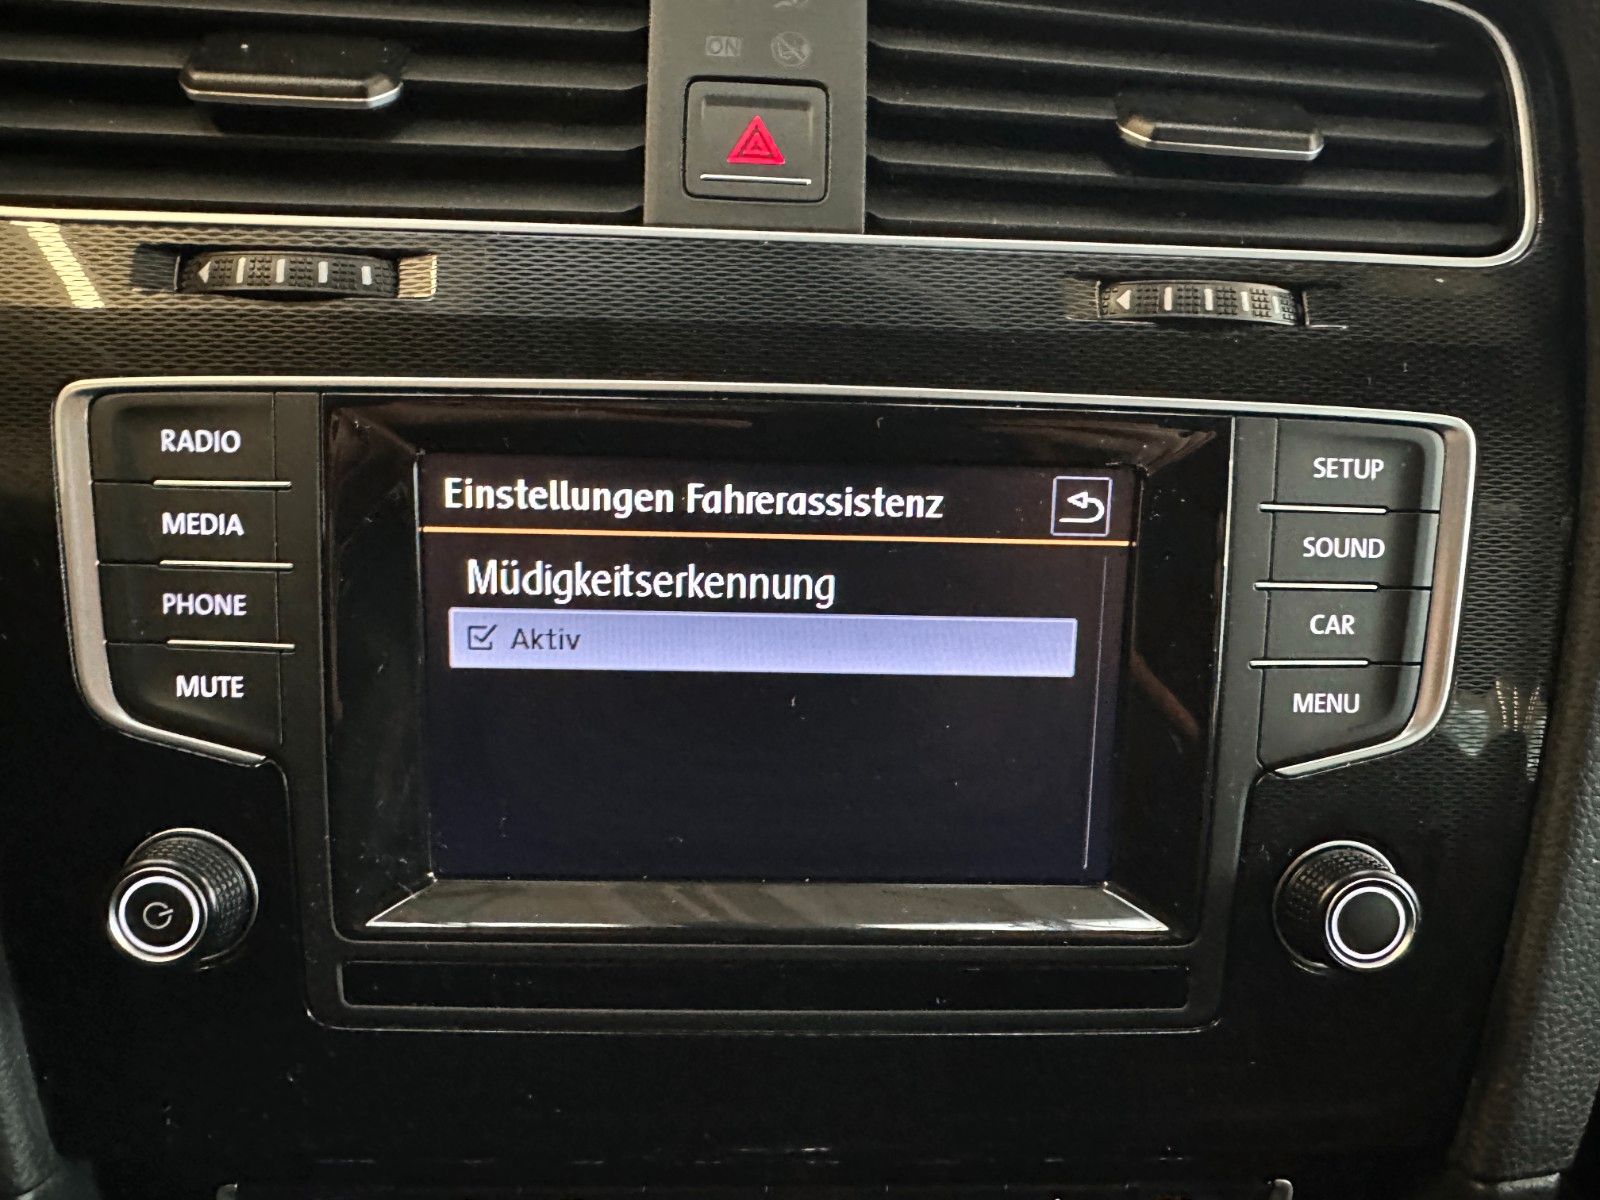 ON
RADIO
MEDIA
PHONE
MUTE
Einstellungen Fahrerassistenz
Müdigkeitserkennung
Aktiv
SETUP
SOUND
CAR
MENU